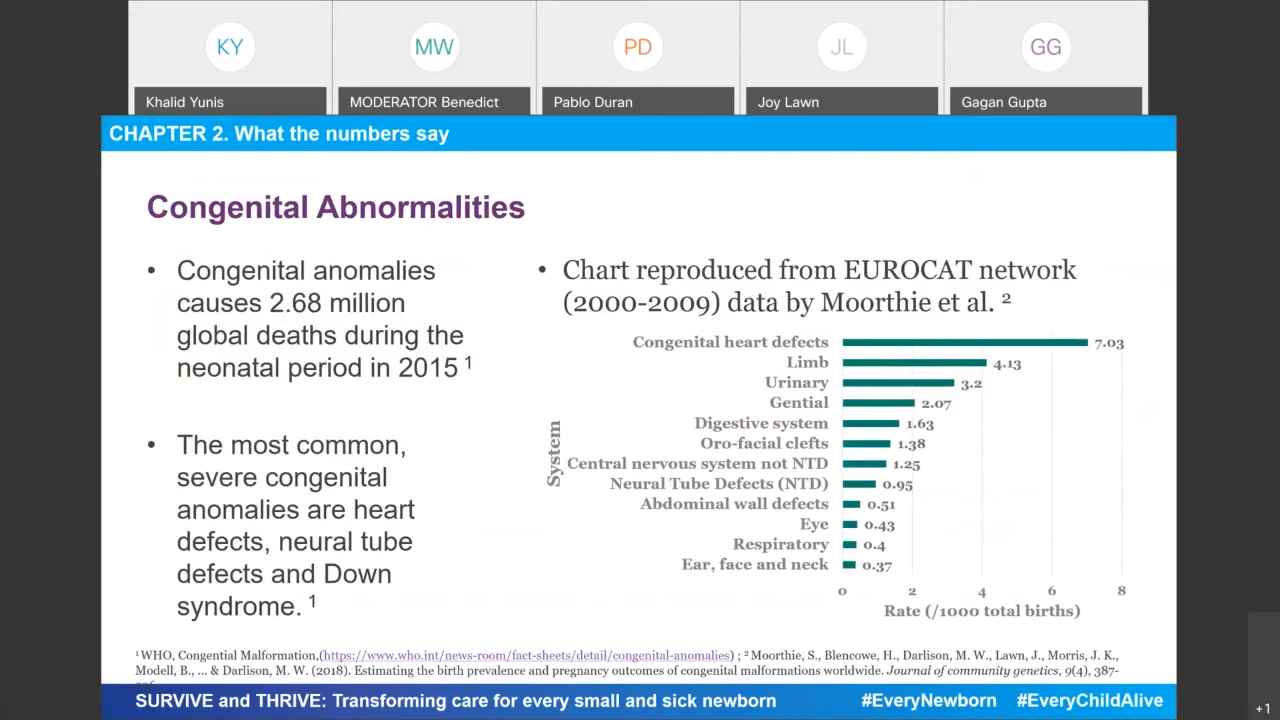 KY
MW
PD
JL
GG
Khalid Yunis
MODERATOR Benedict
Pablo Duran
Joy Lawn
Gagan Gupta
CHAPTER 2. What the numbers say
Congenital Abnormalities
• Congenital anomalies
causes 2.68 million
global deaths during the
neonatal period in 2015 ¹
• The most common,
severe congenital
anomalies are heart
defects, neural tube
defects and Down
syndrome. ¹
• Chart reproduced from EUROCAT network
(2000-2009) data by Moorthie et al. ²
System
Congenital heart defects 7.03
Limb 4.13
Urinary 3.2
Gential 2.07
Digestive system 1.63
Oro-facial clefts 1.38
Central nervous system not NTD 1.25
Neural Tube Defects (NTD) 0.95
Abdominal wall defects 0.51
Eye 0.43
Respiratory 0.4
Ear, face and neck 0.37
0 2 4 6 8
Rate (/1000 total births)
¹ WHO, Congential Malformation,(https://www.who.int/news-room/fact-sheets/detail/congenital-anomalies) ; ² Moorthie, S., Blencowe, H., Darlison, M. W., Lawn, J., Morris, J. K.,
Modell, B., ... & Darlison, M. W. (2018). Estimating the birth prevalence and pregnancy outcomes of congenital malformations worldwide. Journal of community genetics, 9(4), 387-
SURVIVE and THRIVE: Transforming care for every small and sick newborn
#EveryNewborn #EveryChildAlive
+1